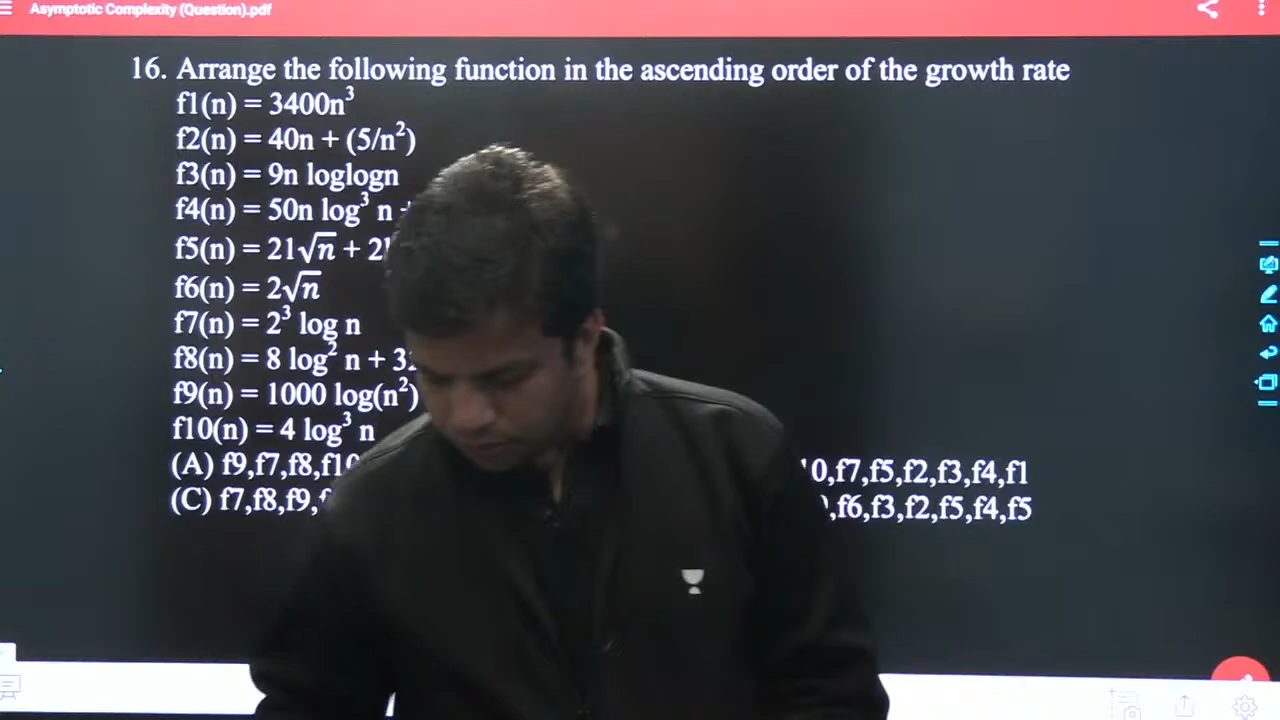 Asymptotic Complexity (Question).pdf
16. Arrange the following function in the ascending order of the growth rate
f1(n) = 3400n³
f2(n) = 40n + (5/n²)
f3(n) = 9n loglogn
f4(n) = 50n log³ n
f5(n) = 21√n + 2
f6(n) = 2√n
f7(n) = 2³ log n
f8(n) = 8 log² n + 3
f9(n) = 1000 log(n²)
f10(n) = 4 log³ n
(A) f9,f7,f8,f10 0,f7,f5,f2,f3,f4,f1
(C) f7,f8,f9, ,f6,f3,f2,f5,f4,f5